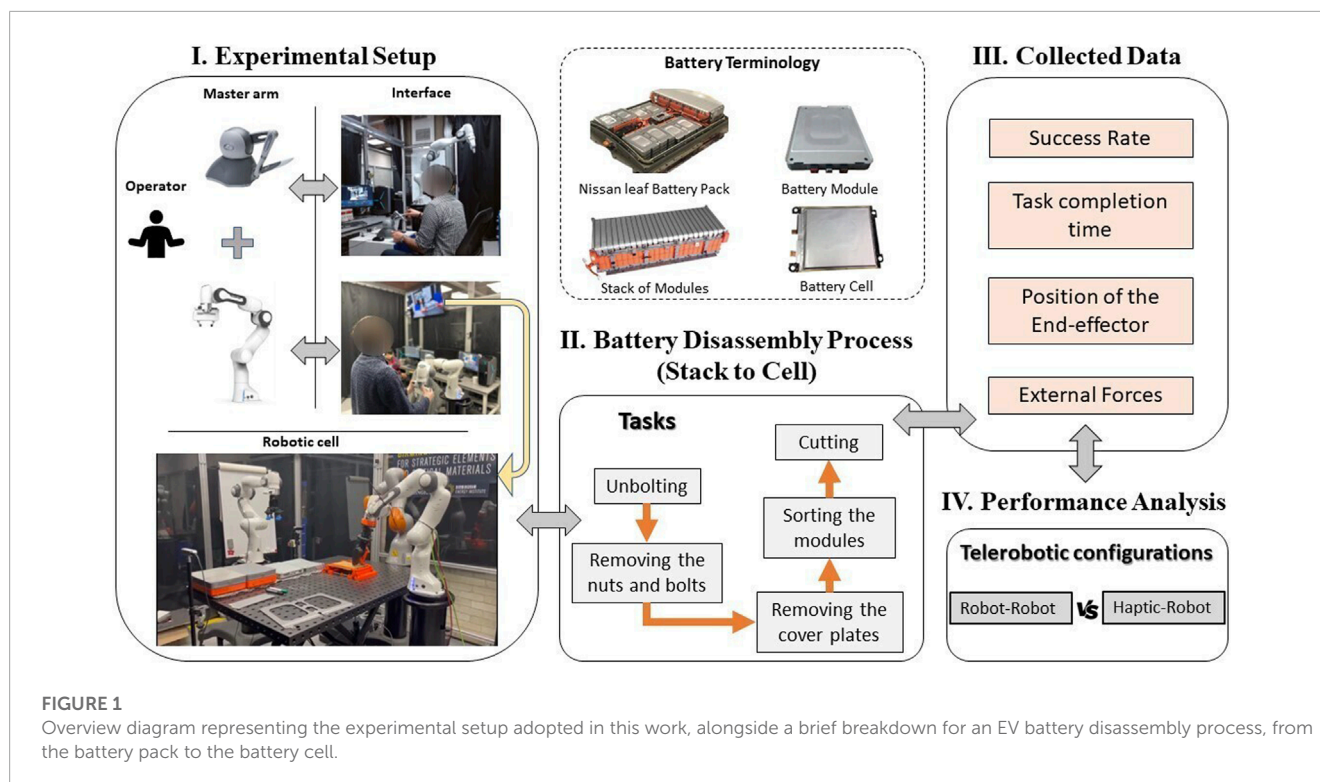 I. Experimental Setup
Master arm
Interface
Operator
Robotic cell
FOR STRATEGIC ELEMENTS
MATERIALS
Battery Terminology
Nissan leaf Battery Pack
Battery Module
Stack of Modules
Battery Cell
II. Battery Disassembly Process
(Stack to Cell)
Tasks
Unbolting
Removing the
nuts and bolts
Removing the
cover plates
Sorting the
modules
Cutting
III. Collected Data
Success Rate
Task completion
time
Position of the
End-effector
External Forces
IV. Performance Analysis
Telerobotic configurations
Robot-Robot
VS
Haptic-Robot
FIGURE 1
Overview diagram representing the experimental setup adopted in this work, alongside a brief breakdown for an EV battery disassembly process, from
the battery pack to the battery cell.